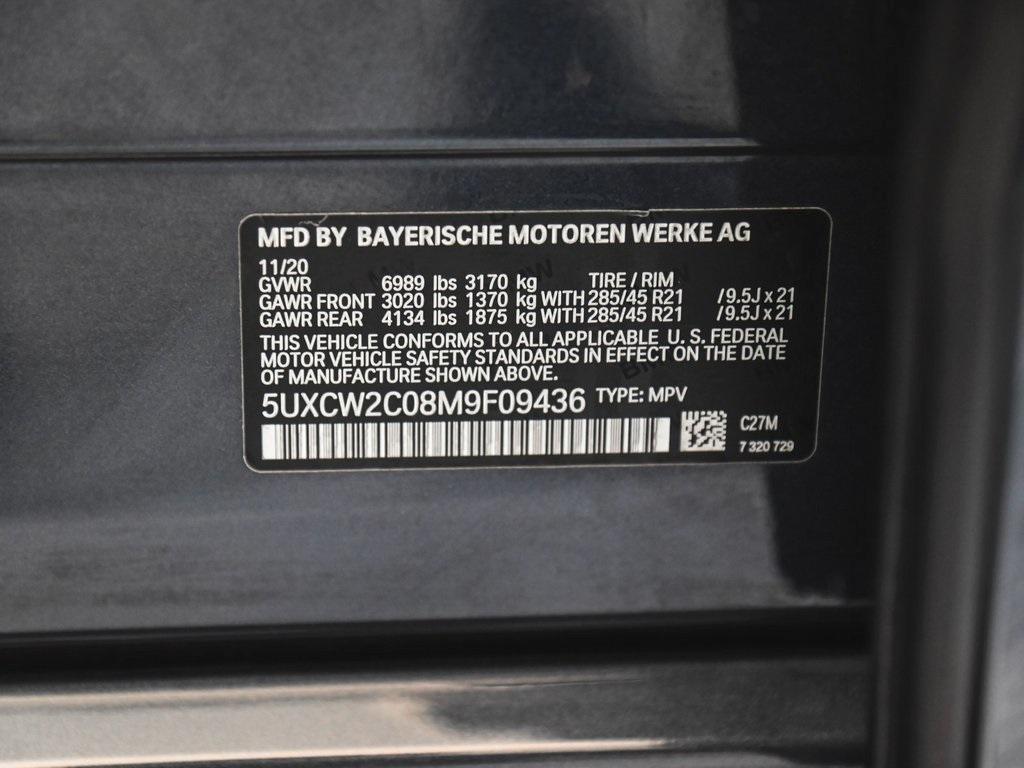 MFD BY BAYERISCHE MOTOREN WERKE AG
11/20
GVWR 6989 lbs 3170 kg TIRE / RIM
GAWR FRONT 3020 lbs 1370 kg WITH 285/45 R21 /9.5J x 21
GAWR REAR 4134 lbs 1875 kg WITH 285/45 R21 /9.5J x 21
THIS VEHICLE CONFORMS TO ALL APPLICABLE U. S. FEDERAL
MOTOR VEHICLE SAFETY STANDARDS IN EFFECT ON THE DATE
OF MANUFACTURE SHOWN ABOVE.
5UXCW2C08M9F09436 TYPE: MPV
C27M
7 320 729